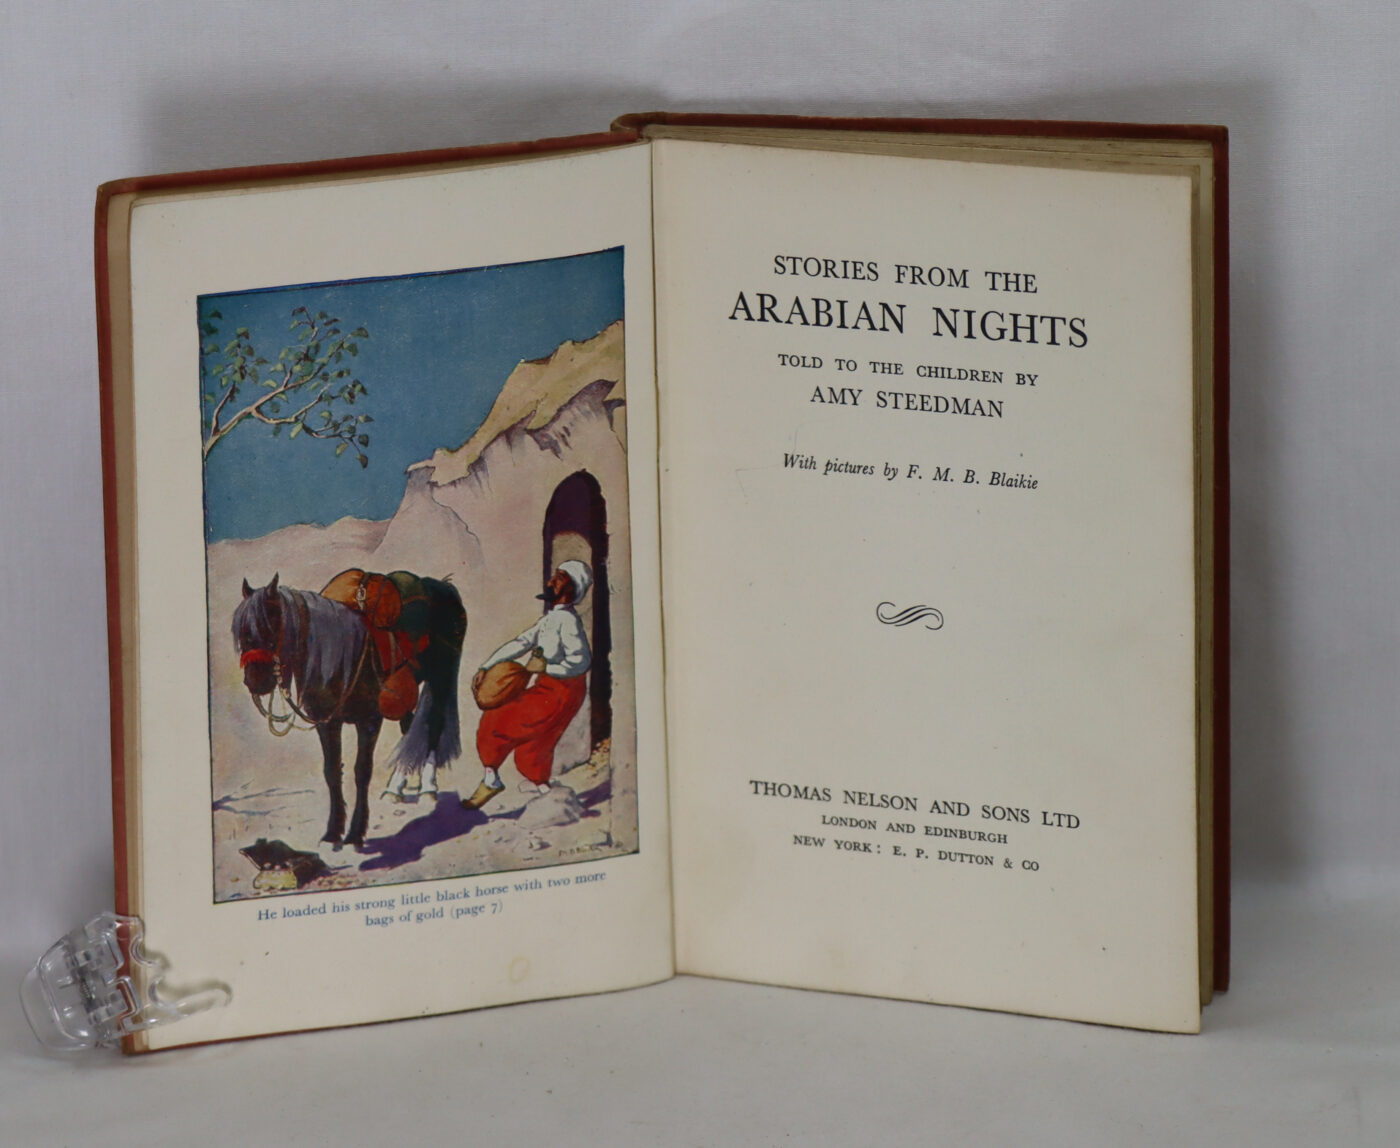 He loaded his strong little black horse with two more
bags of gold (page 7)
STORIES FROM THE
ARABIAN NIGHTS
TOLD TO THE CHILDREN BY
AMY STEEDMAN
With pictures by F. M. B. Blaikie
THOMAS NELSON AND SONS LTD
LONDON AND EDINBURGH
NEW YORK: E. P. DUTTON & CO